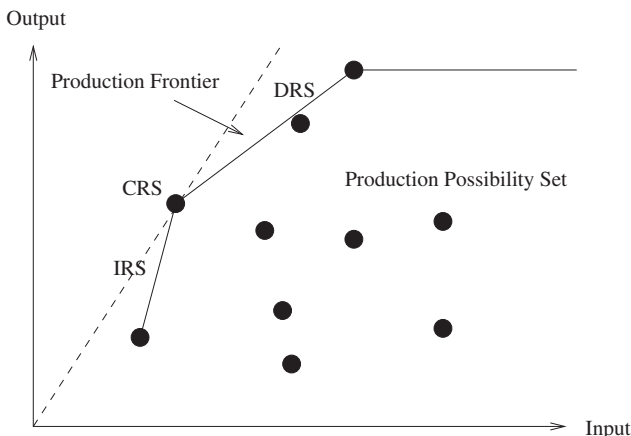 Output
Production Frontier
DRS
CRS
Production Possibility Set
IRS
Input